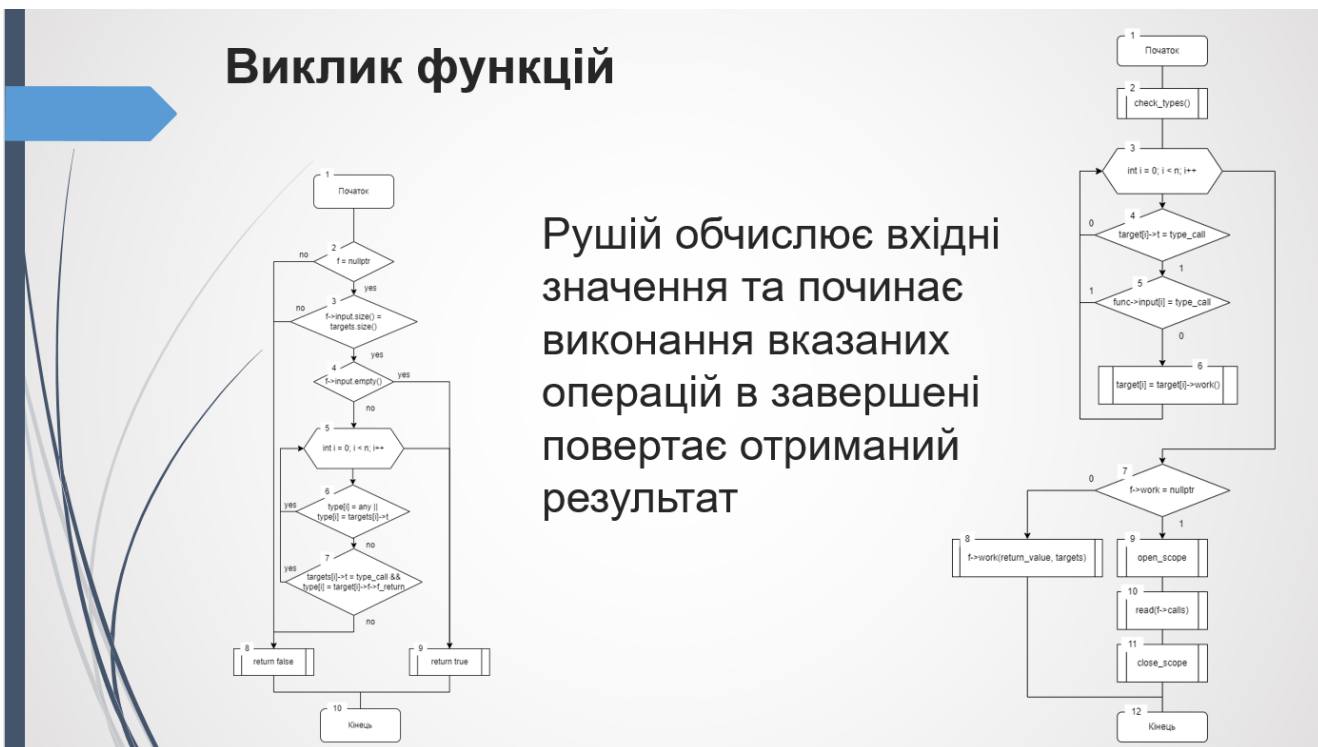 Виклик функцій
1
Початок
2
f = nullptr
no
yes
3
f->input.size() =
targets.size()
no
yes
4
f->input.empty()
yes
no
5
int i = 0; i < n; i++
6
type[i] = any ||
type[i] = targets[i]->t
yes
no
7
targets[i]->t = type_call &&
type[i] = target[i]->f->f_return
yes
no
8
return false
9
return true
10
Кінець
Рушій обчислює вхідні
значення та починає
виконання вказаних
операцій в завершені
повертає отриманий
результат
1
Початок
2
check_types()
3
int i = 0; i < n; i++
4
target[i]->t = type_call
0
1
5
func->input[i] = type_call
1
0
6
target[i] = target[i]->work()
7
f->work = nullptr
0
1
8
f->work(return_value, targets)
9
open_scope
10
read(f->calls)
11
close_scope
12
Кінець